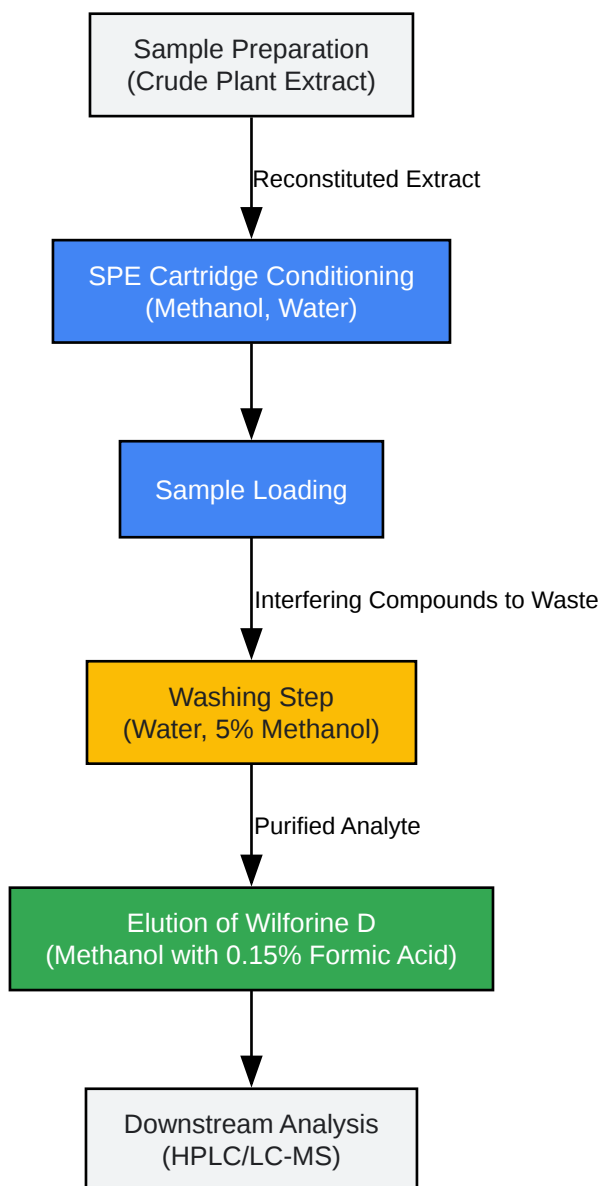 Sample Preparation
(Crude Plant Extract)
Reconstituted Extract
SPE Cartridge Conditioning
(Methanol, Water)
Sample Loading
Interfering Compounds to Waste
Washing Step
(Water, 5% Methanol)
Purified Analyte
Elution of Wilforine D
(Methanol with 0.15% Formic Acid)
Downstream Analysis
(HPLC/LC-MS)